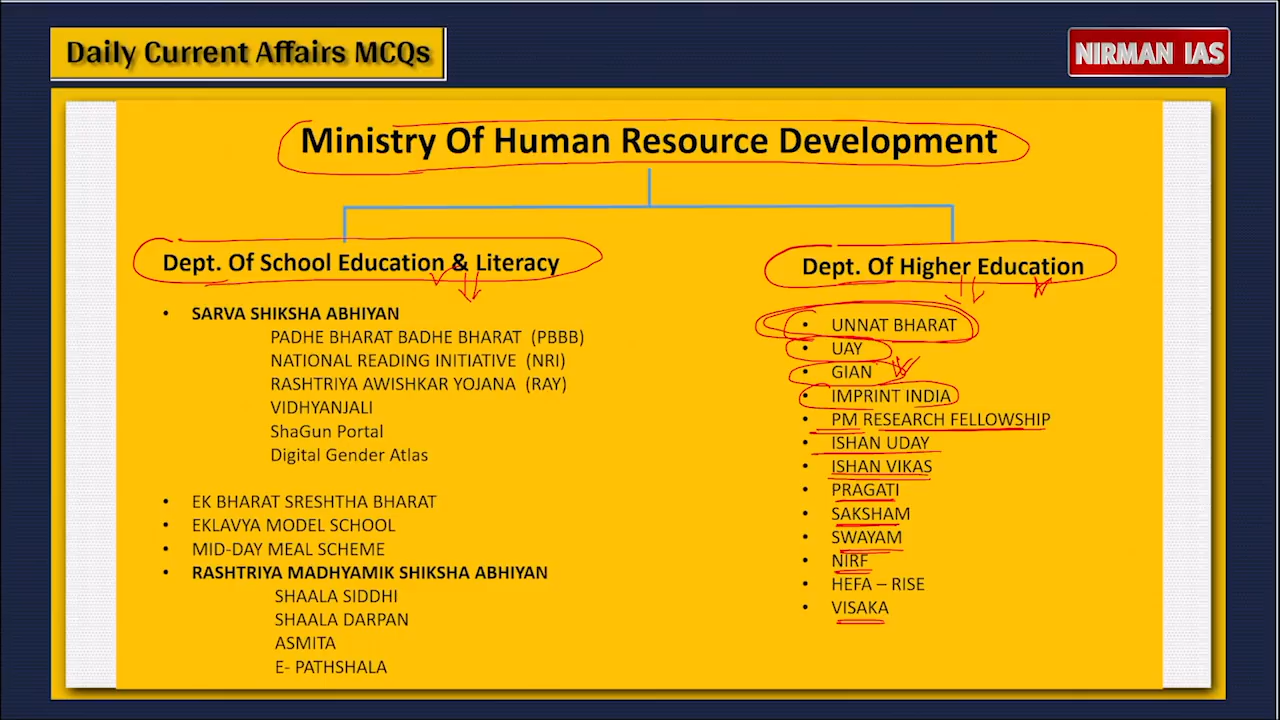 Daily Current Affairs MCQs
NIRMAN IAS
Ministry Of Human Resource Development
Dept. Of School Education & Literacy
• SARVA SHIKSHA ABHIYAN
PADHE BHARAT BADHE BHARAT (PBBB)
NATIONAL READING INITIATIVE (NRI)
RASHTRIYA AWISHKAR YOJANA (RAY)
VIDHYANJALI
ShaGun Portal
Digital Gender Atlas
• EK BHARAT SRESHTHA BHARAT
• EKLAVYA MODEL SCHOOL
• MID-DAY MEAL SCHEME
• RASHTRIYA MADHYAMIK SHIKSHA ABHIYAN
SHAALA SIDDHI
SHAALA DARPAN
ASMITA
E- PATHSHALA
Dept. Of Higher Education
• UNNAT BHARAT
• UAY
• GIAN
• IMPRINT INDIA
• PM RESEARCH FELLOWSHIP
• ISHAN UDAY
• ISHAN VIKAS
• PRAGATI
• SAKSHAM
• SWAYAM
• NIRF
• HEFA – RISE
• VISAKA